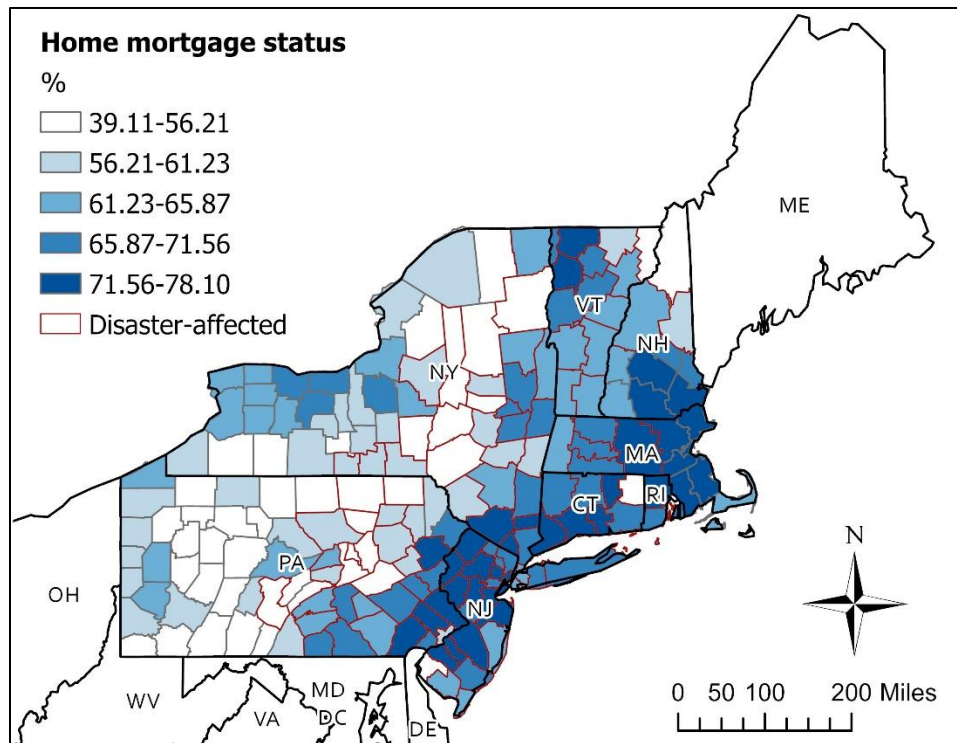 Home mortgage status
%
39.11-56.21
56.21-61.23
61.23-65.87
65.87-71.56
71.56-78.10
Disaster-affected
ME
VT
NH
NY
MA
CT
RI
PA
NJ
OH
WV
VA
MD
DC
DE
N
0 50 100 200 Miles